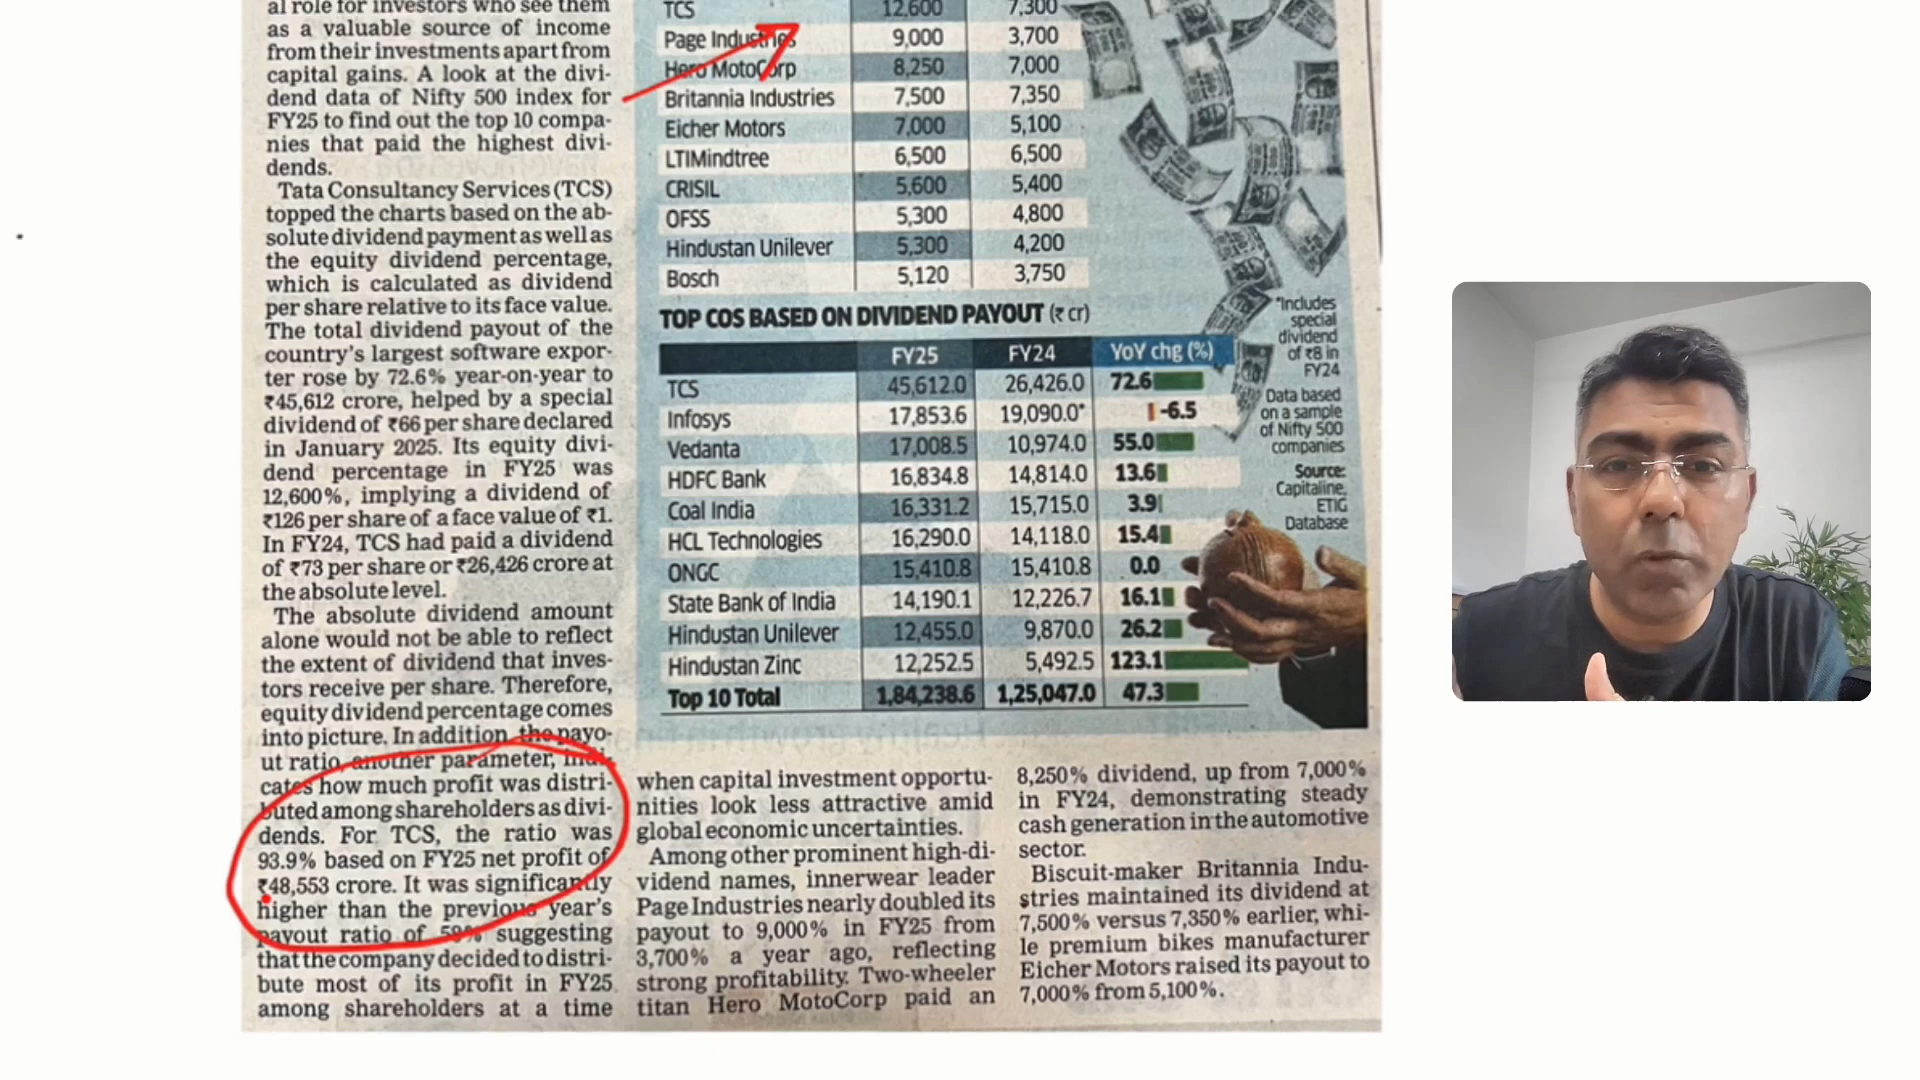 al role for investors who see them
as a valuable source of income
from their investments apart from
capital gains. A look at the divi-
dend data of Nifty 500 index for
FY25 to find out the top 10 compa-
nies that paid the highest divi-
dends.
Tata Consultancy Services (TCS)
topped the charts based on the ab-
solute dividend payment as well as
the equity dividend percentage,
which is calculated as dividend
per share relative to its face value.
The total dividend payout of the
country's largest software expor-
ter rose by 72.6% year-on-year to
₹45,612 crore, helped by a special
dividend of ₹66 per share declared
in January 2025. Its equity divi-
dend percentage in FY25 was
12,600%, implying a dividend of
₹126 per share of a face value of ₹1.
In FY24, TCS had paid a dividend
of ₹73 per share or ₹26,426 crore at
the absolute level.
The absolute dividend amount
alone would not be able to reflect
the extent of dividend that inves-
tors receive per share. Therefore,
equity dividend percentage comes
into picture. In addition, the payo-
ut ratio, another parameter, indi-
cates how much profit was distri-
buted among shareholders as divi-
dends. For TCS, the ratio was
93.9% based on FY25 net profit of
₹48,553 crore. It was significantly
higher than the previous year's
payout ratio of 59% suggesting
that the company decided to distri-
bute most of its profit in FY25
among shareholders at a time
TCS 12,600 7,300
Page Industries 9,000 3,700
Hero MotoCorp 8,250 7,000
Britannia Industries 7,500 7,350
Eicher Motors 7,000 5,100
LTIMindtree 6,500 6,500
CRISIL 5,600 5,400
OFSS 5,300 4,800
Hindustan Unilever 5,300 4,200
Bosch 5,120 3,750
TOP COS BASED ON DIVIDEND PAYOUT (₹ cr)
FY25 FY24 YoY chg (%)
TCS 45,612.0 26,426.0 72.6
Infosys 17,853.6 19,090.0* -6.5
Vedanta 17,008.5 10,974.0 55.0
HDFC Bank 16,834.8 14,814.0 13.6
Coal India 16,331.2 15,715.0 3.9
HCL Technologies 16,290.0 14,118.0 15.4
ONGC 15,410.8 15,410.8 0.0
State Bank of India 14,190.1 12,226.7 16.1
Hindustan Unilever 12,455.0 9,870.0 26.2
Hindustan Zinc 12,252.5 5,492.5 123.1
Top 10 Total 1,84,238.6 1,25,047.0 47.3
*Includes
special
dividend
of ₹8 in
FY24
Data based
on a sample
of Nifty 500
companies
Source:
Capitaline,
ETIG
Database
when capital investment opportu-
nities look less attractive amid
global economic uncertainties.
Among other prominent high-di-
vidend names, innerwear leader
Page Industries nearly doubled its
payout to 9,000% in FY25 from
3,700% a year ago, reflecting
strong profitability. Two-wheeler
titan Hero MotoCorp paid an
8,250% dividend, up from 7,000%
in FY24, demonstrating steady
cash generation in the automotive
sector.
Biscuit-maker Britannia Indu-
stries maintained its dividend at
7,500% versus 7,350% earlier, whi-
le premium bikes manufacturer
Eicher Motors raised its payout to
7,000% from 5,100%.